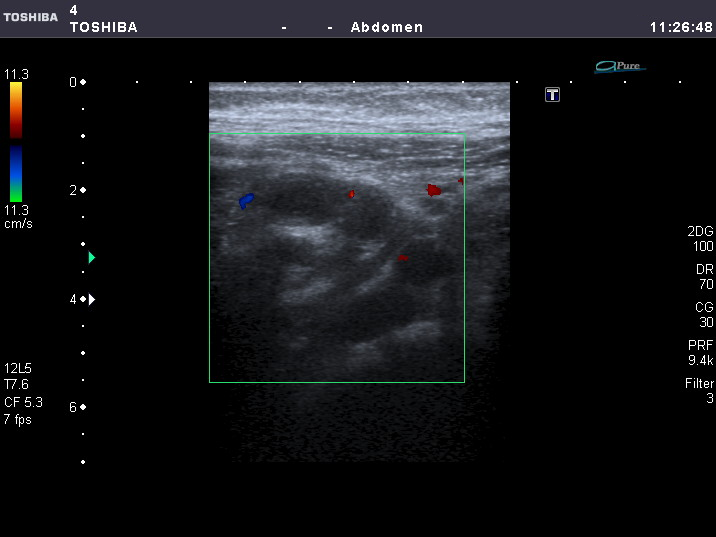 TOSHIBA
4
TOSHIBA - - Abdomen 11:26:48
Pure
11.3
11.3
cm/s
T
0
2
4
6
2DG
100
DR
70
CG
30
PRF
9.4k
Filter
3
12L5
T7.6
CF 5.3
7 fps